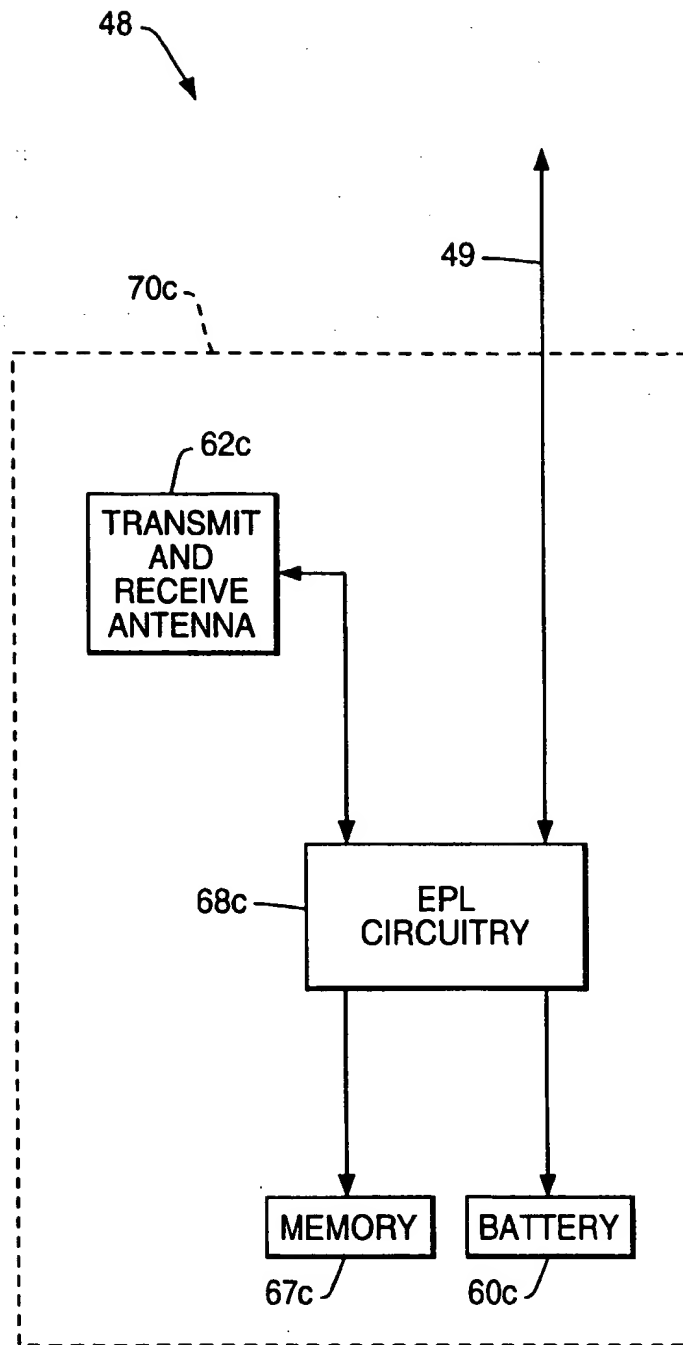 48
49
70c
62c
TRANSMIT
AND
RECEIVE
ANTENNA
68c
EPL
CIRCUITRY
MEMORY
BATTERY
67c
60c